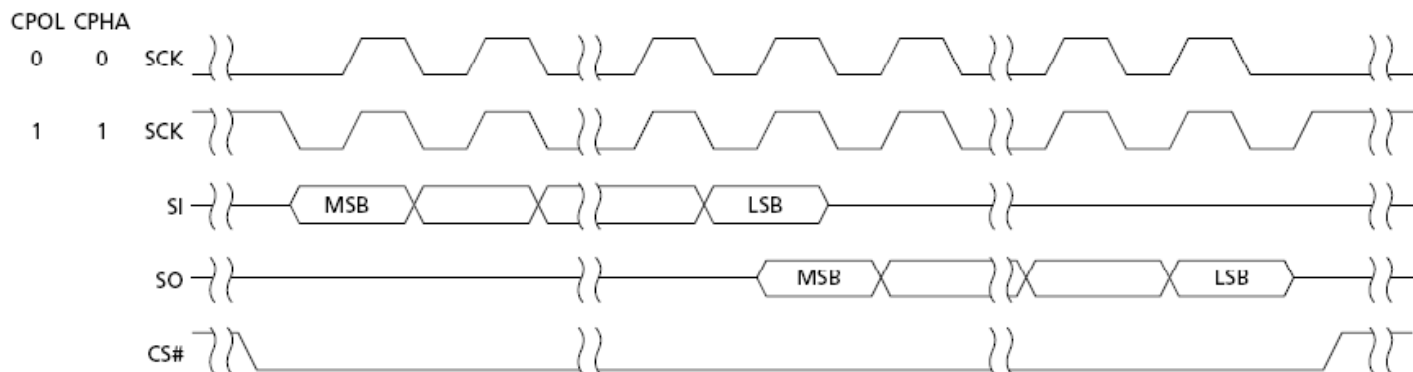 CPOL CPHA
0 0 SCK
1 1 SCK
SI MSB LSB
SO MSB LSB
CS#